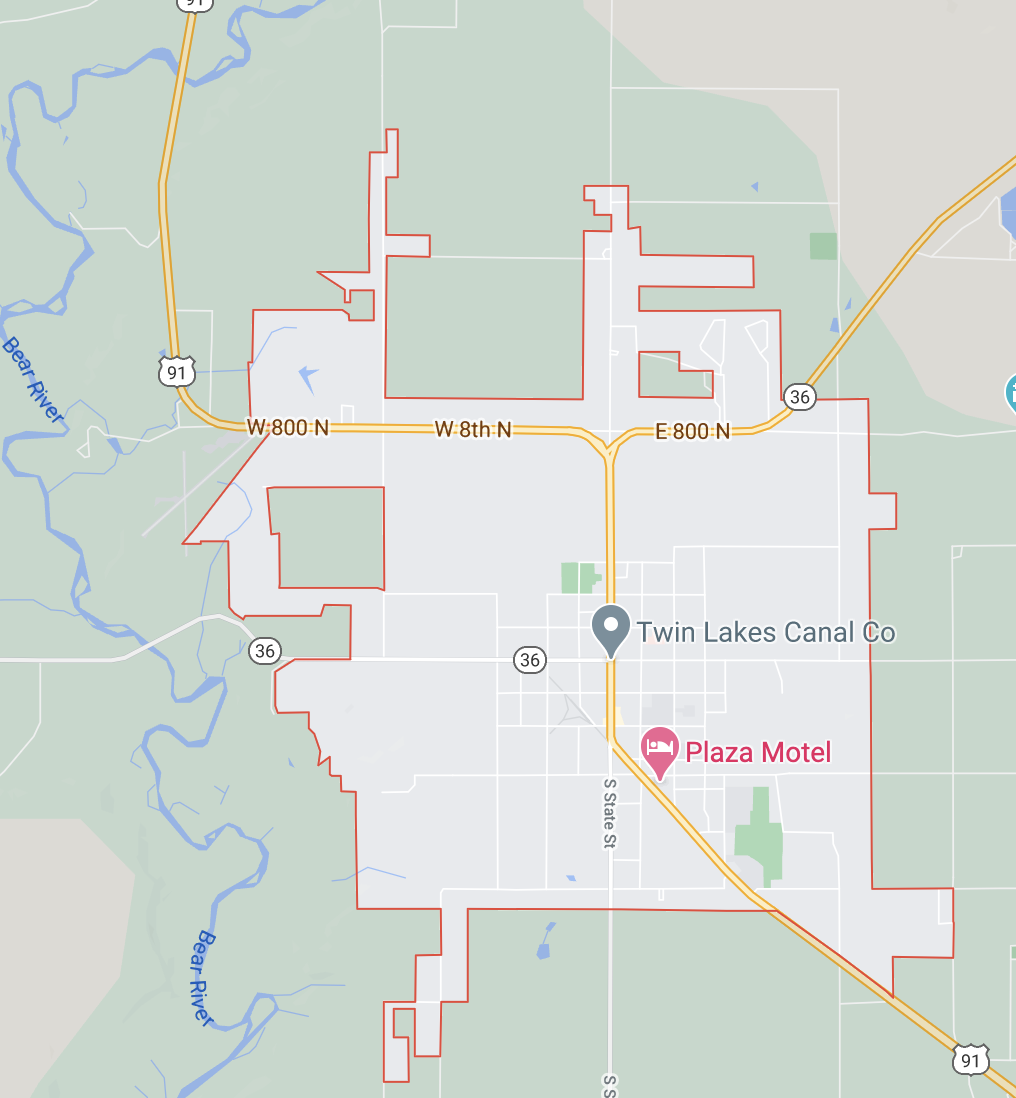 91
Bear River
91
36
W 800 N
W 8th N
E 800 N
Twin Lakes Canal Co
36
36
Plaza Motel
S State St
Bear River
91
S S